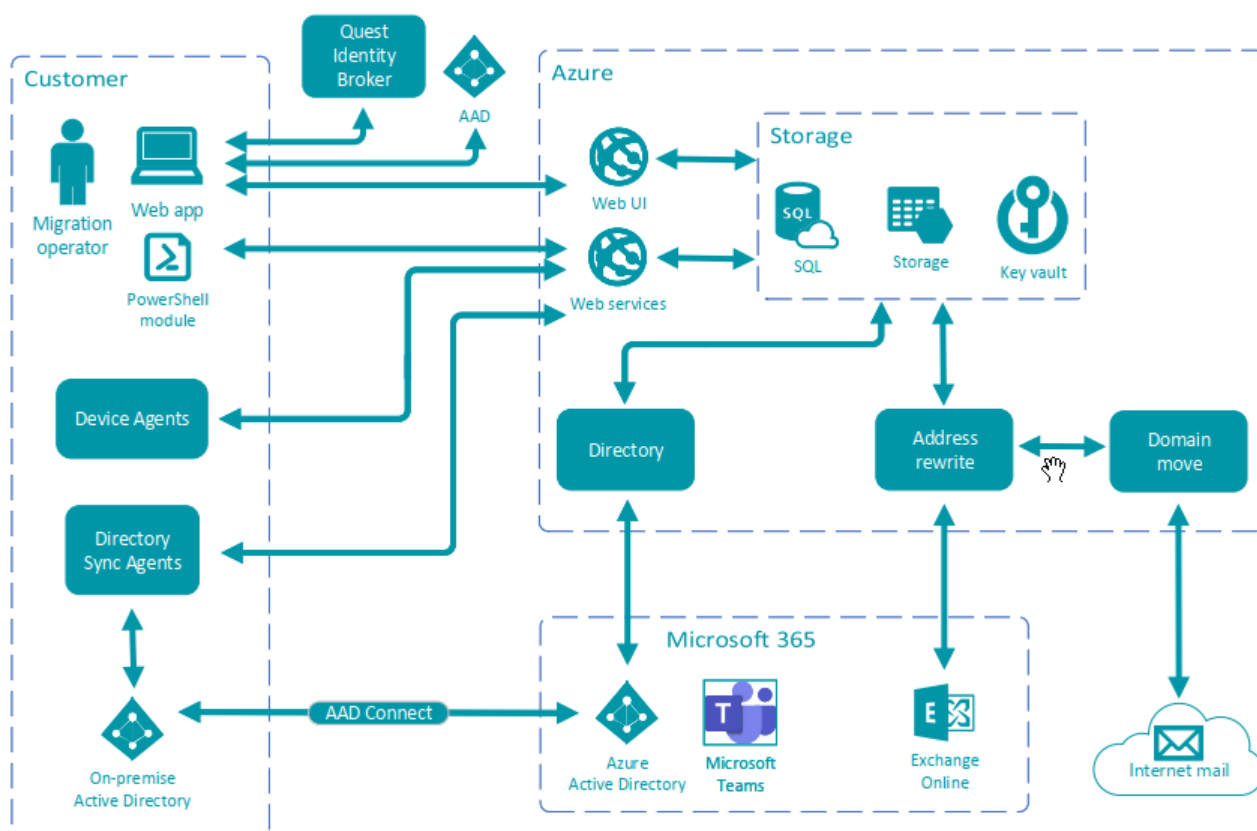 Quest
Identity
Broker
AAD
Customer
Migration
operator
Web app
PowerShell
module
Device Agents
Directory
Sync Agents
On-premise
Active Directory
AAD Connect
Azure
Web UI
Web services
Storage
SQL
SQL
Storage
Key vault
Directory
Address
rewrite
Domain
move
Microsoft 365
Azure
Active Directory
T
Microsoft
Teams
E
Exchange
Online
Internet mail